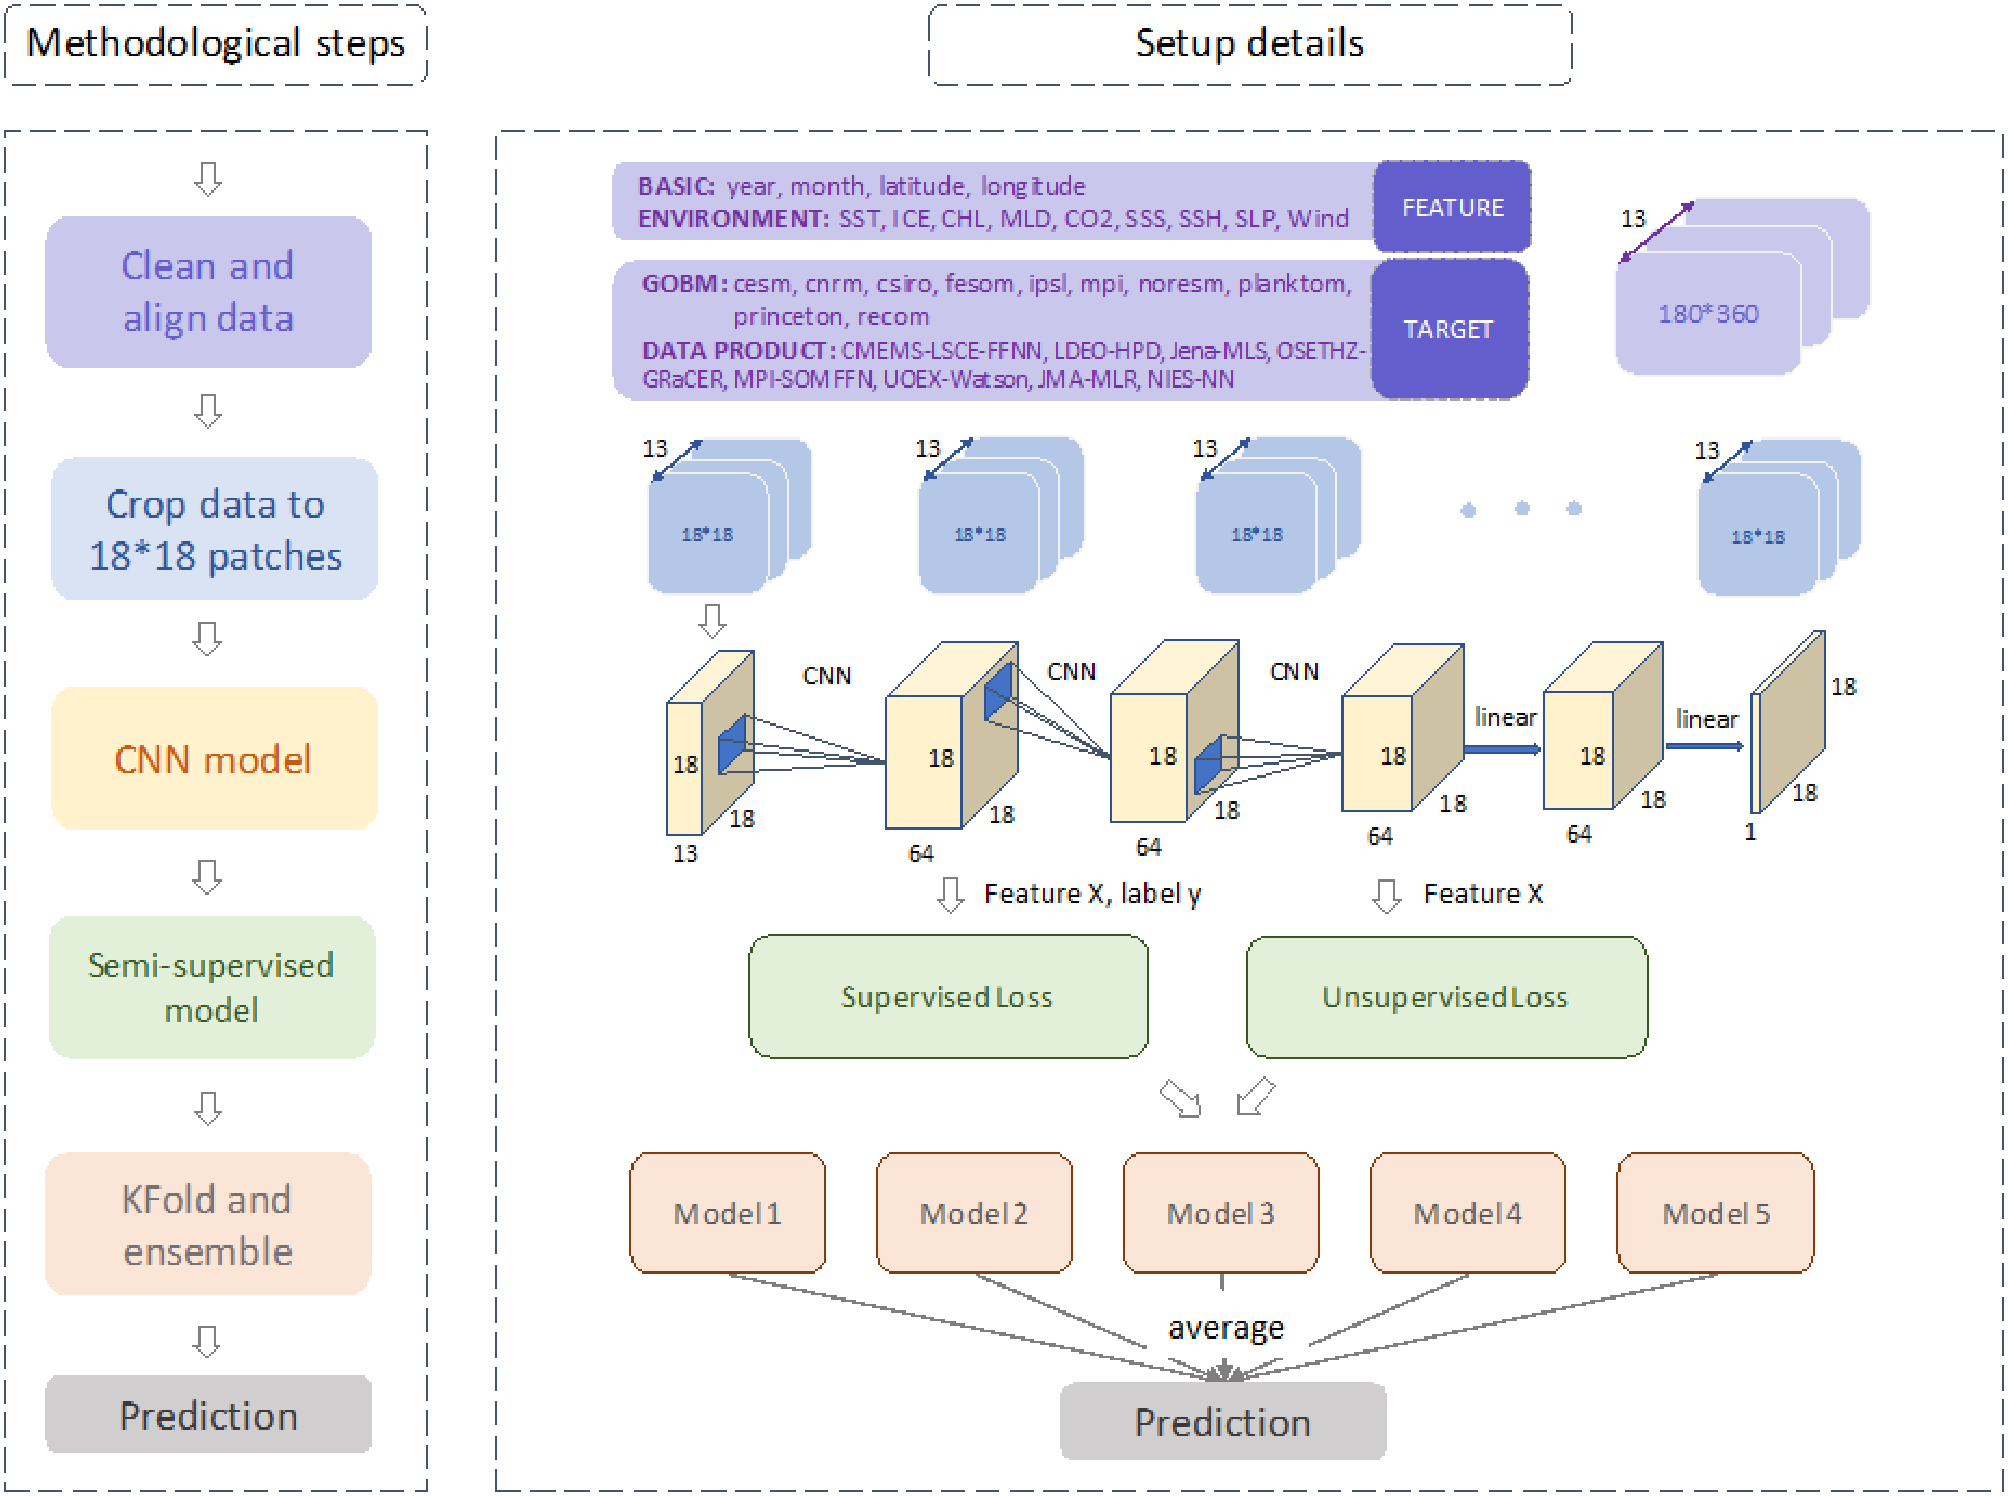 Methodological steps
Setup details
Clean and
align data
Crop data to
18*18 patches
CNN model
Semi-supervised
model
KFold and
ensemble
Prediction
BASIC: year, month, latitude, longitude
ENVIRONMENT: SST, ICE, CHL, MLD, CO2, SSS, SSH, SLP, Wind
FEATURE
GOBM: cesm, cnrm, csiro, fesom, ipsl, mpi, noresm, planktom,
princeton, recom
DATA PRODUCT: CMEMS-LSCE-FFNN, LDEO-HPD, Jena-MLS, OSETHZ-
GRaCER, MPI-SOMFFN, UOEX-Watson, JMA-MLR, NIES-NN
TARGET
13
180*360
13
18*18
13
18*18
13
18*18
13
18*18
18
18
13
CNN
18
18
64
CNN
18
18
64
CNN
18
18
64
linear
18
18
64
linear
18
18
1
Feature X, label y
Feature X
Supervised Loss
Unsupervised Loss
Model 1
Model 2
Model 3
Model 4
Model 5
average
Prediction